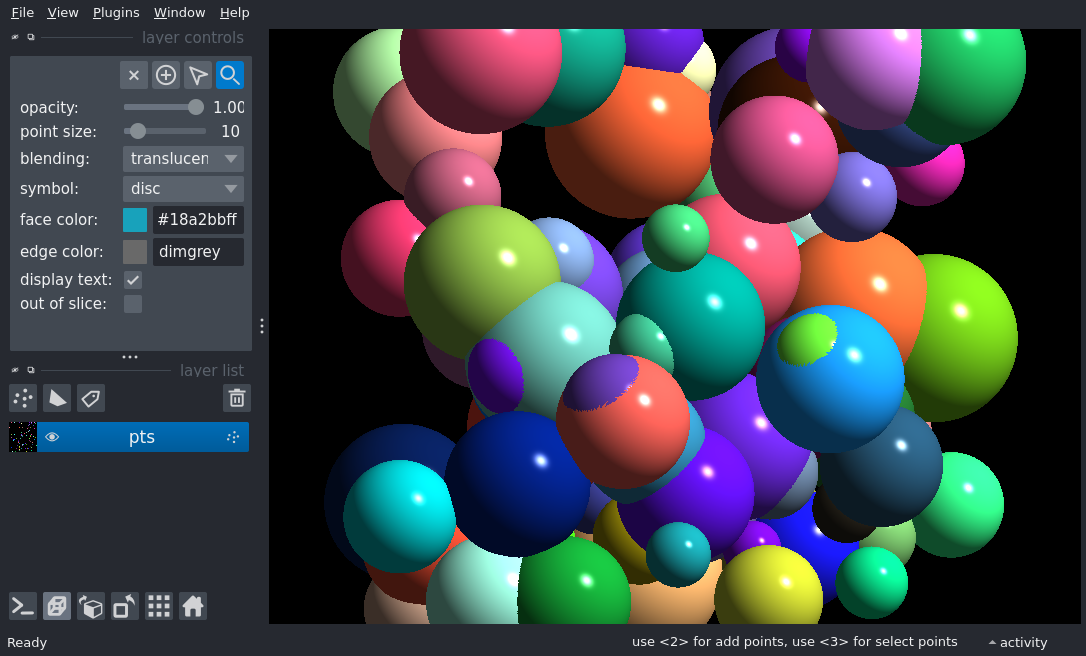 File View Plugins Window Help
layer controls
opacity: 1.00
point size: 10
blending: translucen
symbol: disc
face color: #18a2bbff
edge color: dimgrey
display text:
out of slice:
layer list
pts
Ready use <2> for add points, use <3> for select points activity